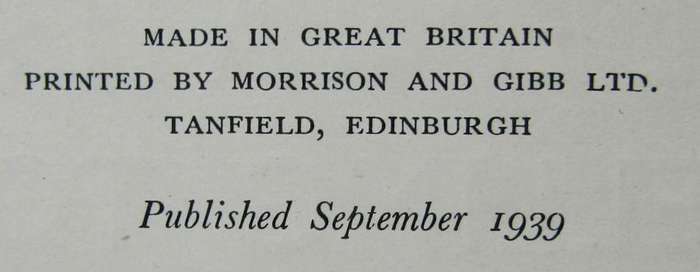 MADE IN GREAT BRITAIN
PRINTED BY MORRISON AND GIBB LTD.
TANFIELD, EDINBURGH
Published September 1939